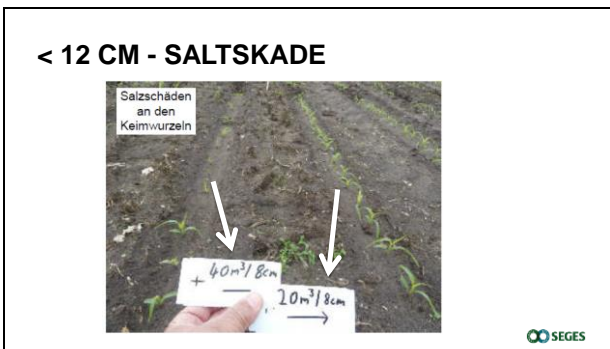 < 12 CM - SALTSKADE
Salzschäden
an den
Keimwurzeln
+ 40m³/8cm
20m³/8cm
SEGES